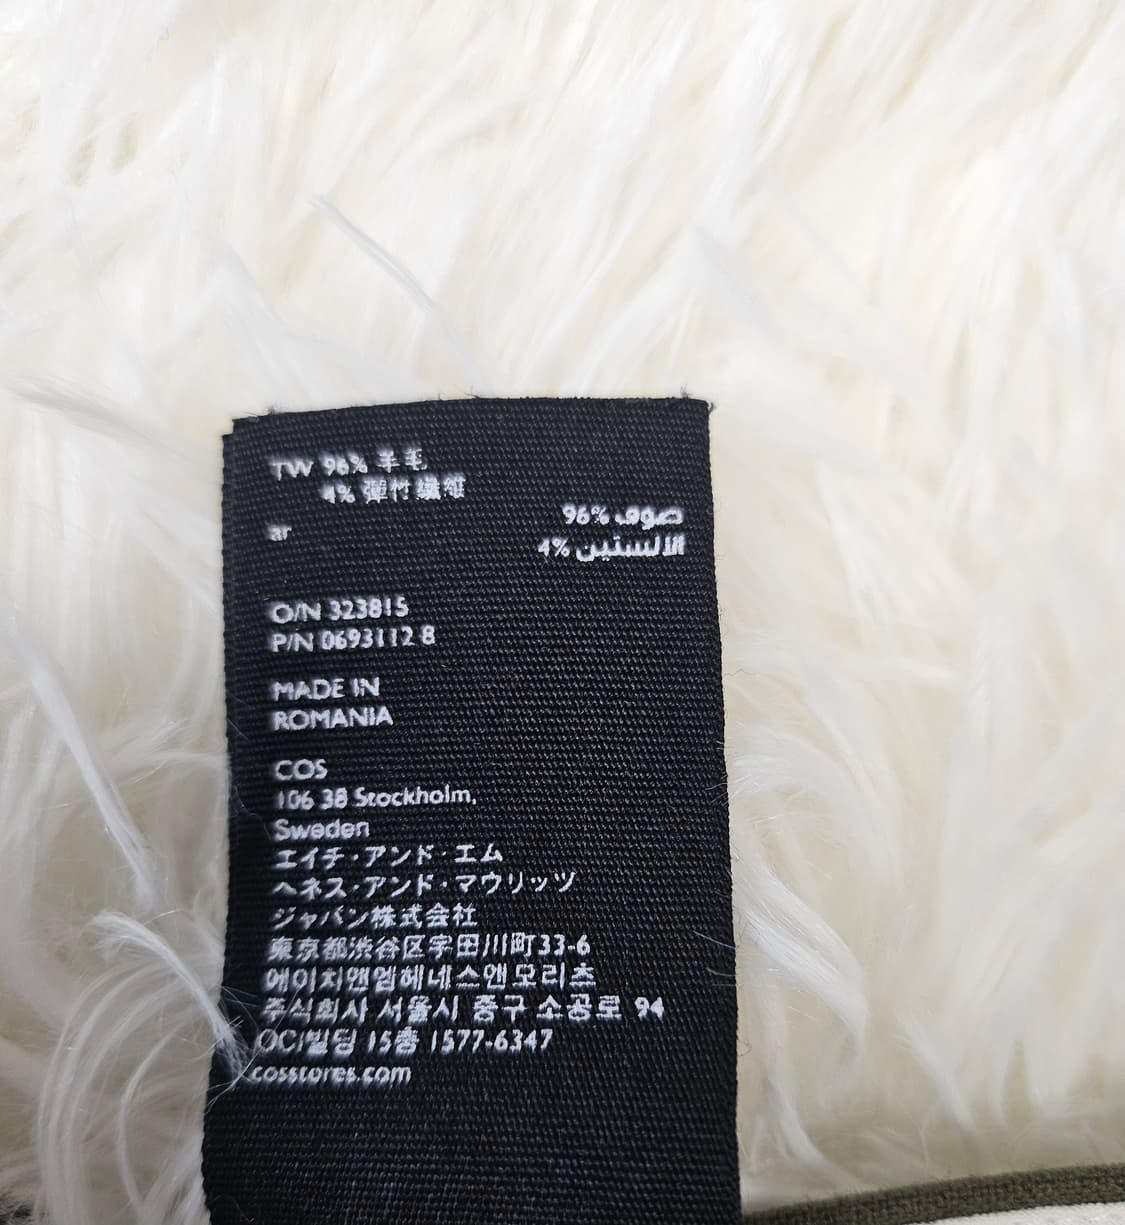 TW 96% 羊毛
4% 彈性纖維
ar
96% صوف
4% الالستين
O/N 323815
P/N 0693112 8
MADE IN
ROMANIA
COS
106 38 Stockholm,
Sweden
エイチ・アンド・エム
ヘネス・アンド・マウリッツ
ジャパン株式会社
東京都渋谷区宇田川町33-6
에이치앤엠헤네스앤모리츠
주식회사 서울시 중구 소공로 94
OCI빌딩 15층 1577-6347
cosstores.com